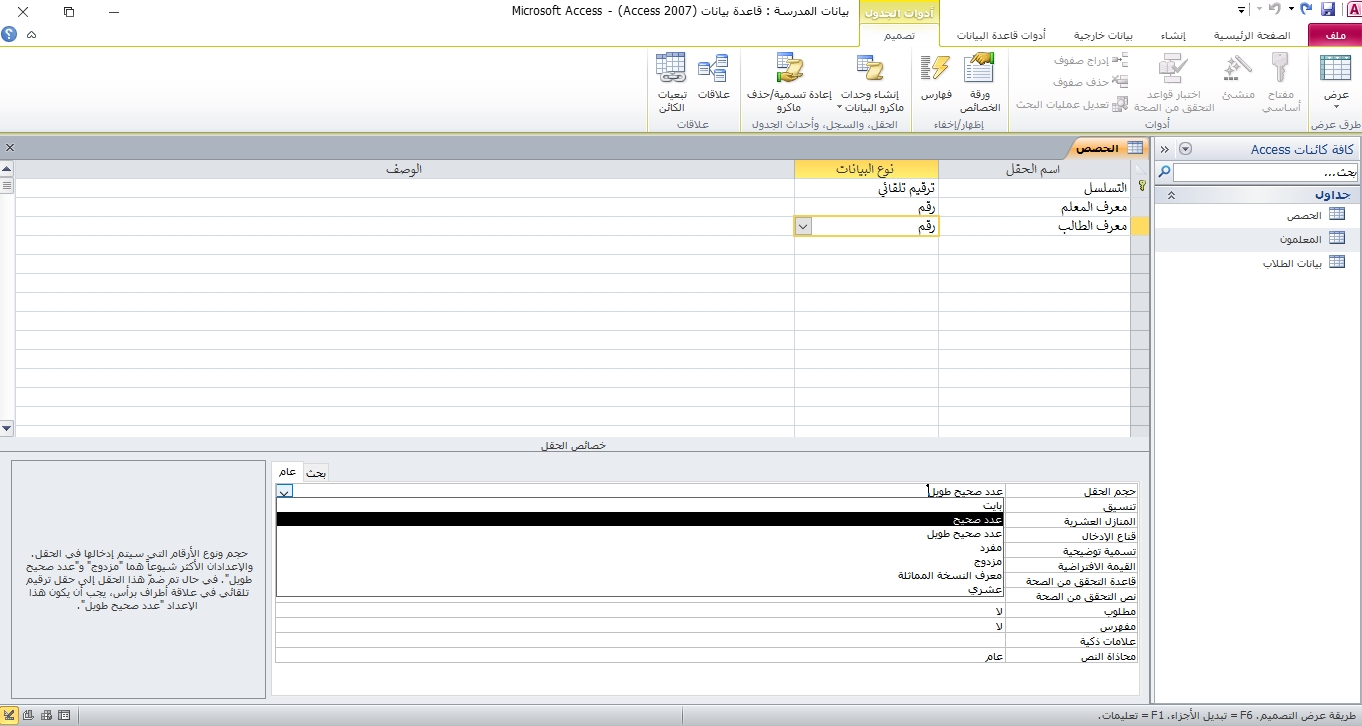 بيانات المدرسة : قاعدة بيانات (Access 2007) - Microsoft Access
أدوات الجدول
ملف
الصفحة الرئيسية
إنشاء
بيانات خارجية
أدوات قاعدة البيانات
تصميم
عرض
مفتاح أساسي
منشئ
اختبار قواعد التحقق من الصحة
إدراج صفوف
حذف صفوف
تعديل عمليات البحث
ورقة الخصائص
فهارس
إنشاء وحدات ماكرو البيانات
إعادة تسمية/حذف ماكرو
علاقات
تبعيات الكائن
طرق عرض
أدوات
إظهار/إخفاء
الحقل، والسجل، وأحداث الجدول
علاقات
كافة كائنات Access
بحث...
جداول
الحصص
المعلمون
بيانات الطلاب
الحصص
اسم الحقل
نوع البيانات
الوصف
التسلسل
ترقيم تلقائي
معرف المعلم
رقم
معرف الطالب
رقم
خصائص الحقل
عام
بحث
حجم الحقل
عدد صحيح طويل
تنسيق
المنازل العشرية
قناع الإدخال
تسمية توضيحية
القيمة الافتراضية
قاعدة التحقق من الصحة
نص التحقق من الصحة
مطلوب
لا
مفهرس
لا
علامات ذكية
محاذاة النص
عام
بايت
عدد صحيح
عدد صحيح طويل
مفرد
مزدوج
معرف النسخة المماثلة
عشري
حجم ونوع الأرقام التي سيتم إدخالها في الحقل.
والإعدادان الأكثر شيوعاً هما "مزدوج" و"عدد صحيح
طويل". في حال تم ضمّ هذا الحقل إلى حقل ترقيم
تلقائي في علاقة أطراف برأس، يجب أن يكون هذا
الإعداد "عدد صحيح طويل".
طريقة عرض التصميم. F6 = تبديل الأجزاء. F1 = تعليمات.